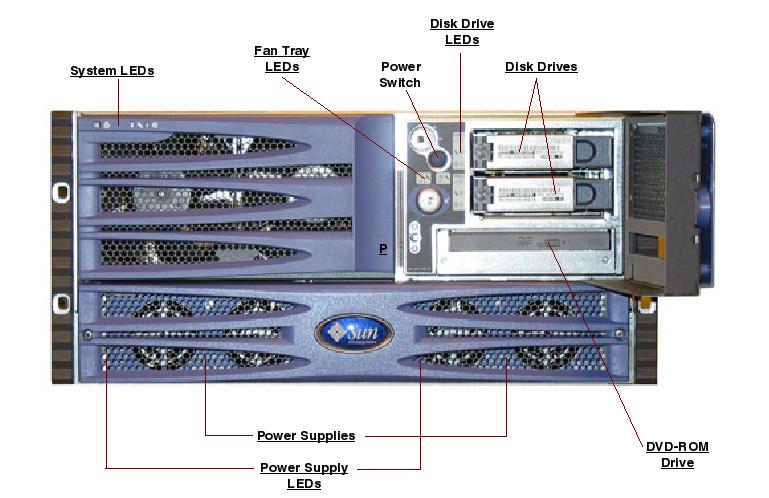 Disk Drive
LEDs
Fan Tray
LEDs
Power
Switch
Disk Drives
System LEDs
P
Sun
Power Supplies
Power Supply
LEDs
DVD-ROM
Drive